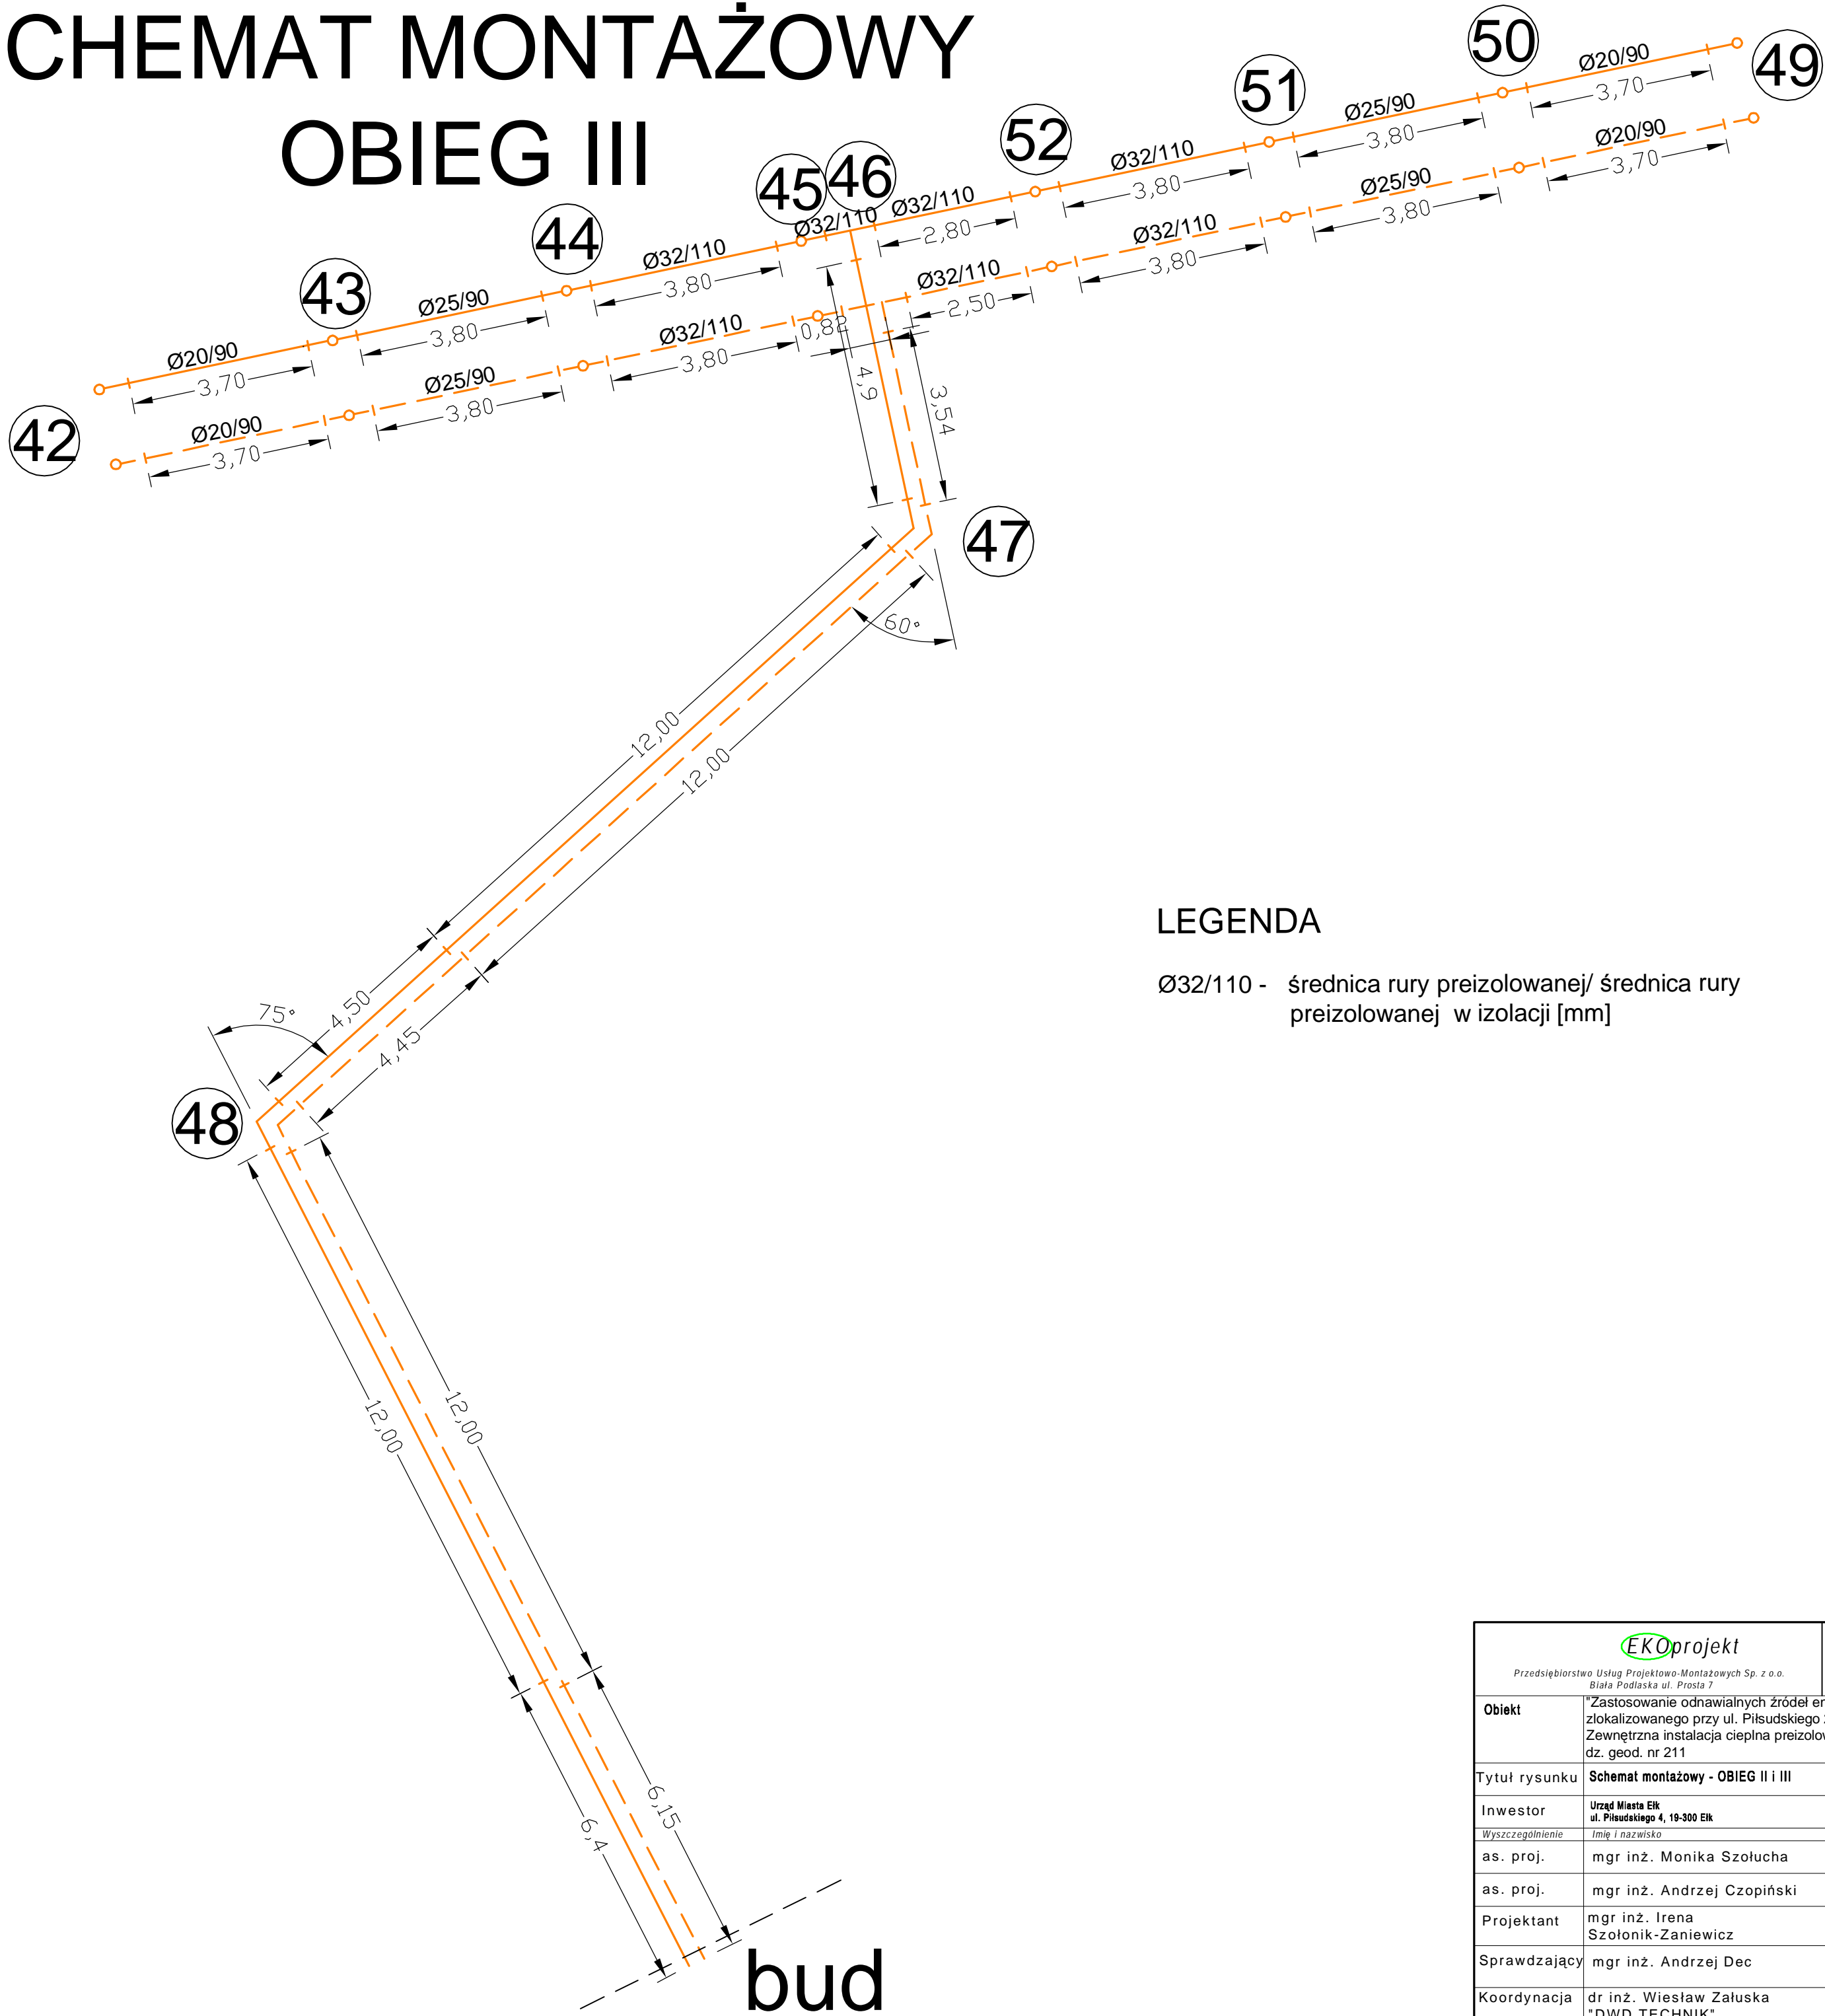 CHEMAT MONTAŻOWY
OBIEG III
50
49
Ø20/90
3,70
51
Ø25/90
3,80
Ø20/90
3,70
52
Ø32/110
3,80
Ø25/90
3,80
45
46
Ø32/110
Ø32/110
2,80
Ø32/110
3,80
44
Ø32/110
3,80
Ø32/110
2,50
43
Ø25/90
3,80
Ø32/110
3,80
0,82
Ø20/90
3,70
Ø25/90
3,80
4,9
3,54
42
Ø20/90
3,70
47
60°
12,00
12,00
LEGENDA
Ø32/110 - średnica rury preizolowanej/ średnica rury
preizolowanej w izolacji [mm]
75°
4,50
4,45
48
12,00
12,00
6,4
6,15
bud
EKOprojekt
Przedsiębiorstwo Usług Projektowo-Montażowych Sp. z o.o.
Biała Podlaska ul. Prosta 7
Obiekt
"Zastosowanie odnawialnych źródeł
zlokalizowanego przy ul. Piłsudskiego
Zewnętrzna instalacja cieplna
dz. geod. nr 211
Tytuł rysunku Schemat montażowy - OBIEG II i III
Inwestor
Urząd Miasta Ełk
ul. Piłsudskiego 4, 19-300 Ełk
Wyszczególnienie Imię i nazwisko
as. proj. mgr inż. Monika Szołucha
as. proj. mgr inż. Andrzej Czopiński
Projektant mgr inż. Irena
Szołonik-Zaniewicz
Sprawdzający mgr inż. Andrzej Dec
Koordynacja dr inż. Wiesław Załuska
"DWD TECHNIK"